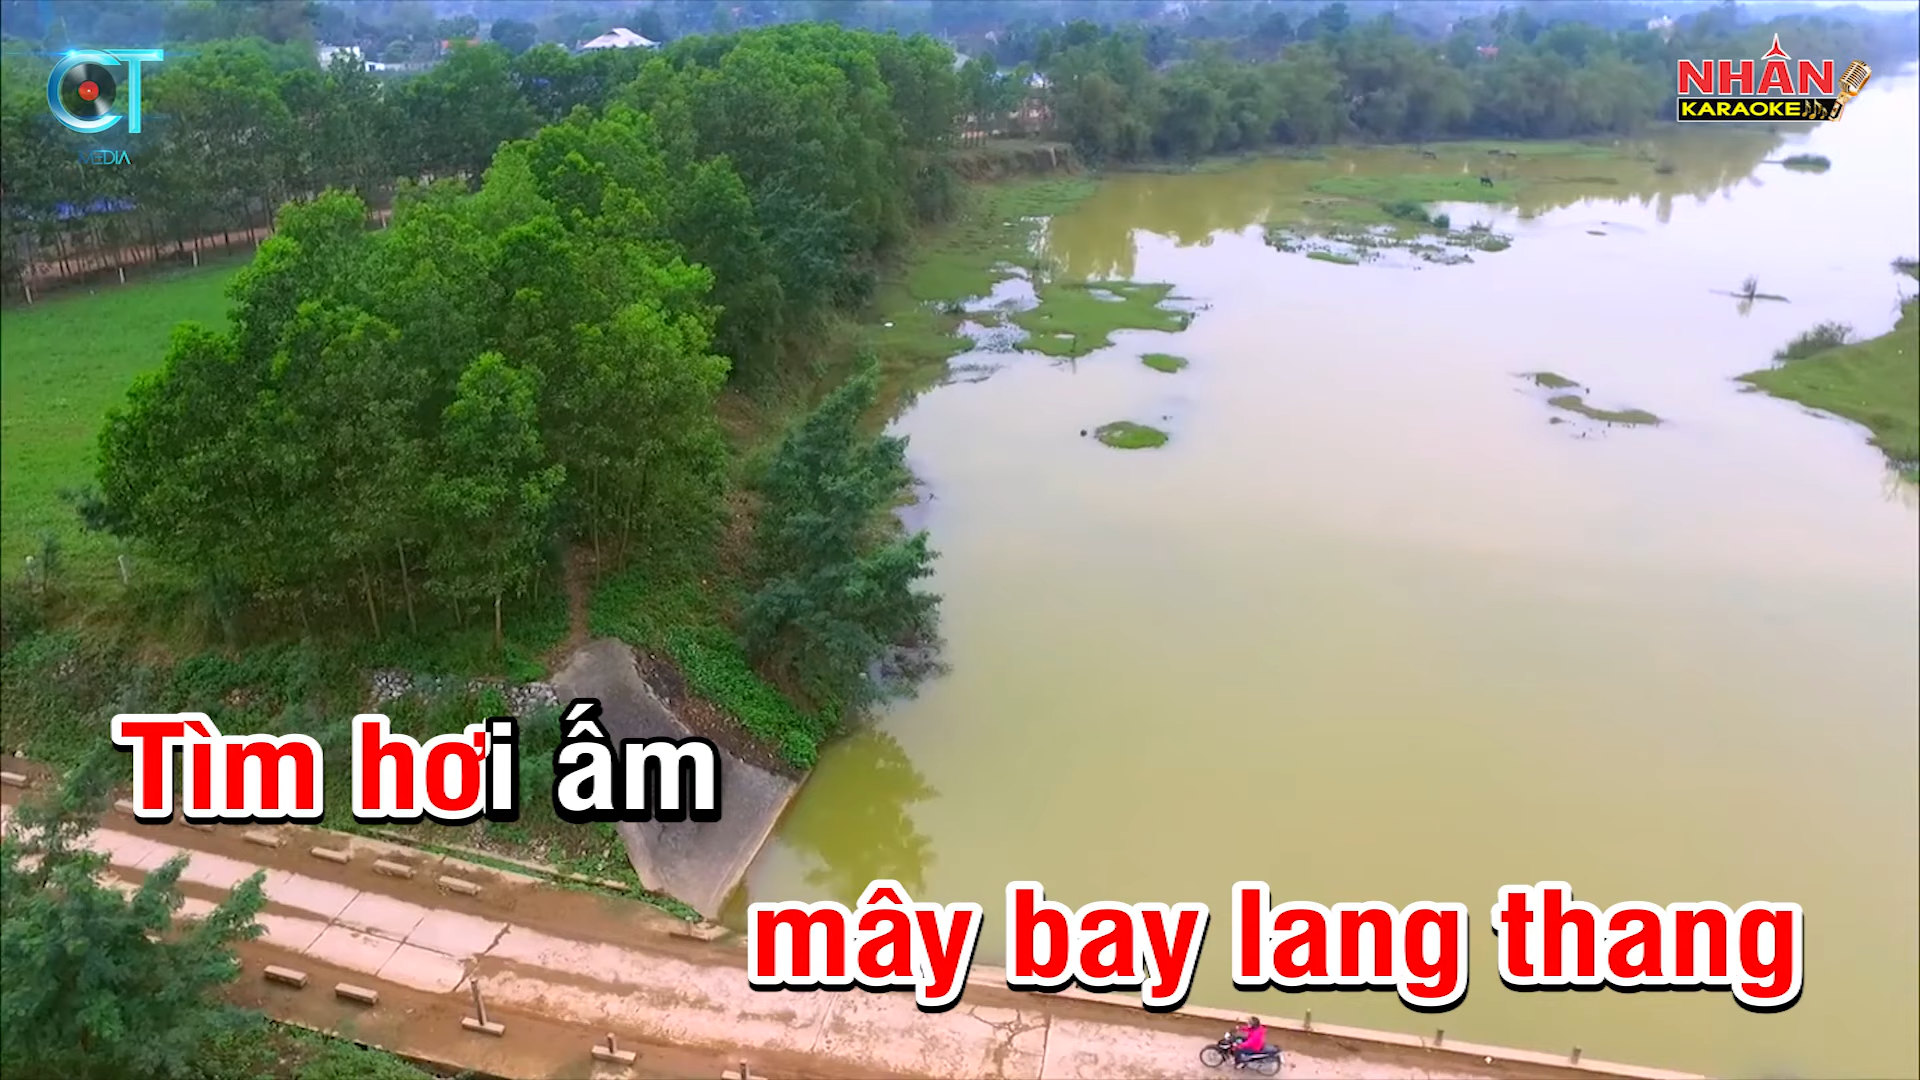 CT
MEDIA
NHÂN
KARAOKE
Tìm hơi ấm
mây bay lang thang